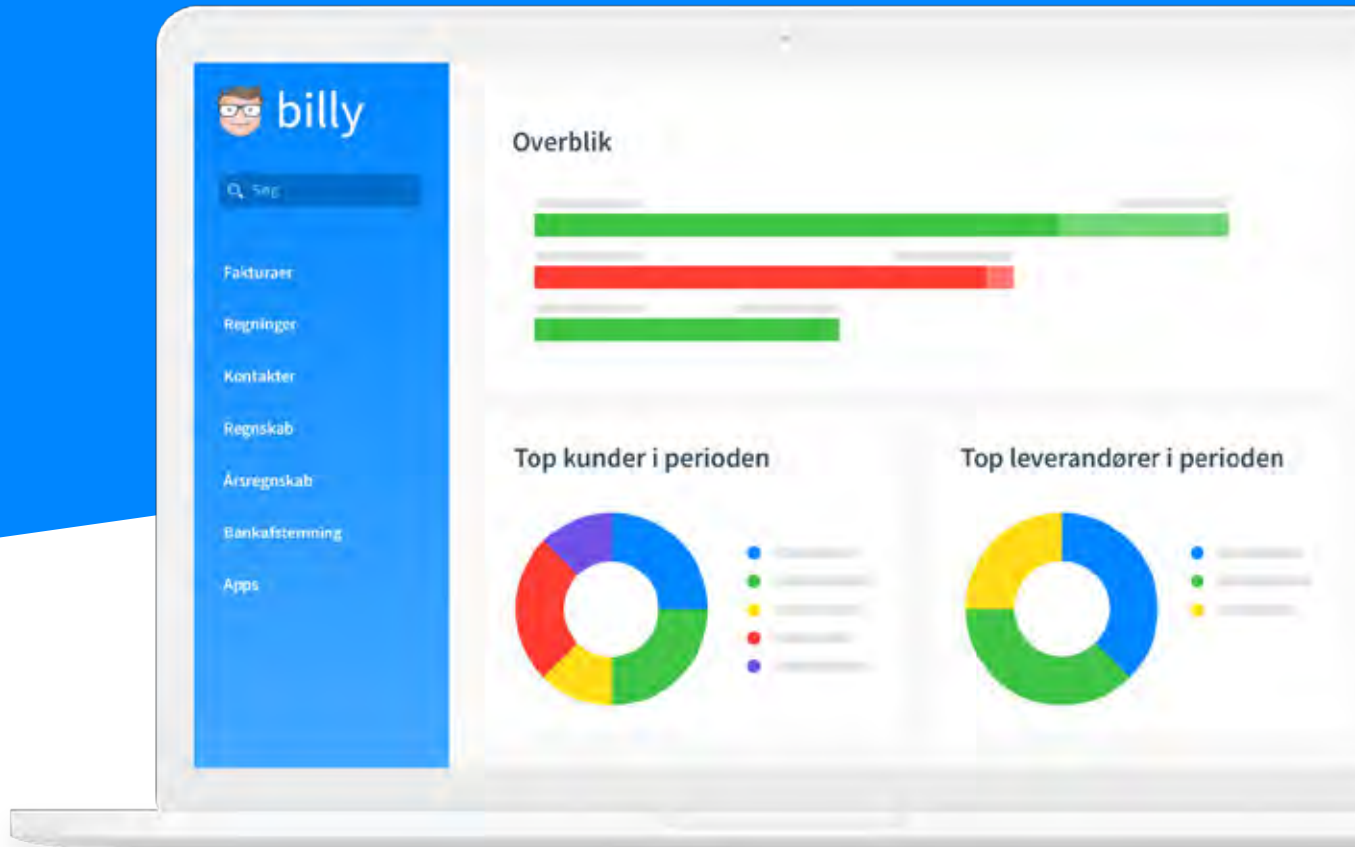 billy
Søg
Fakturaer
Regninger
Kontakter
Regnskab
Årsregnskab
Bankafstemning
Apps
Overblik
Top kunder i perioden
Top leverandører i perioden